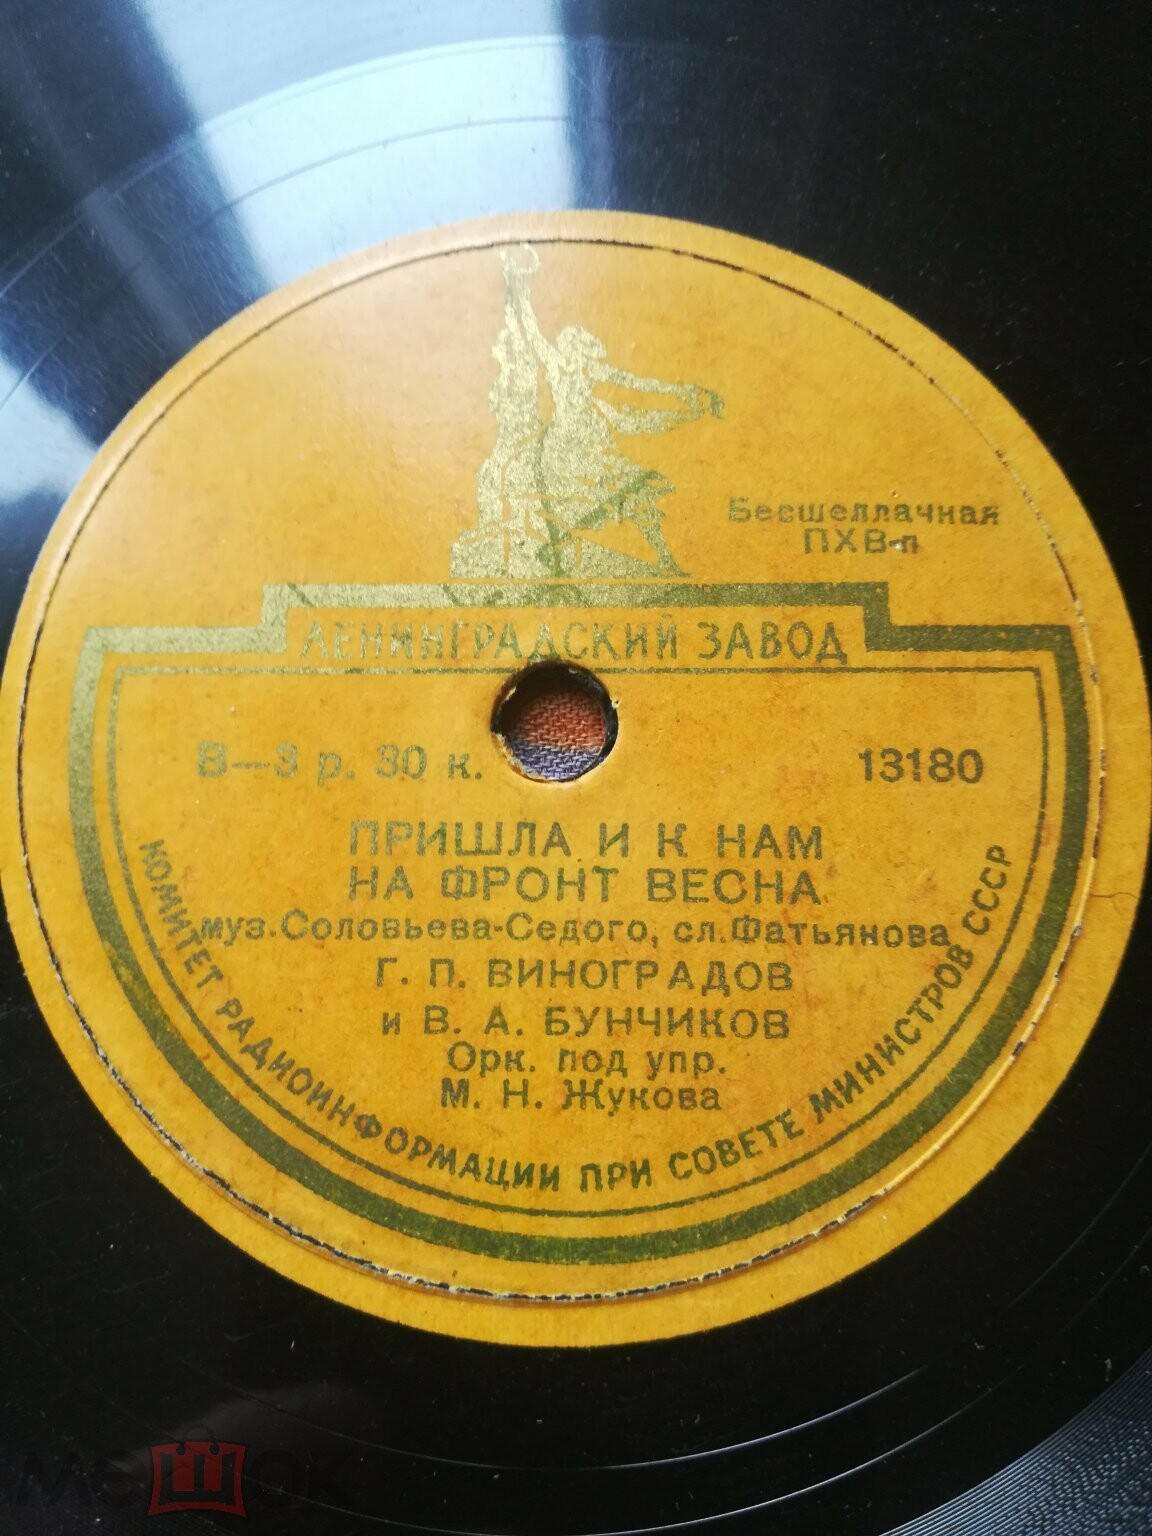 Бесшеллачная
ПХВ-п
ЛЕНИНГРАДСКИЙ ЗАВОД
В—3 р. 30 к.
13180
ПРИШЛА И К НАМ
НА ФРОНТ ВЕСНА
муз.Соловьева-Седого, сл.Фатьянова
Г. П. ВИНОГРАДОВ
и В. А. БУНЧИКОВ
Орк. под упр.
М. Н. Жукова
КОМИТЕТ РАДИОИНФОРМАЦИИ ПРИ СОВЕТЕ МИНИСТРОВ СССР
мешок